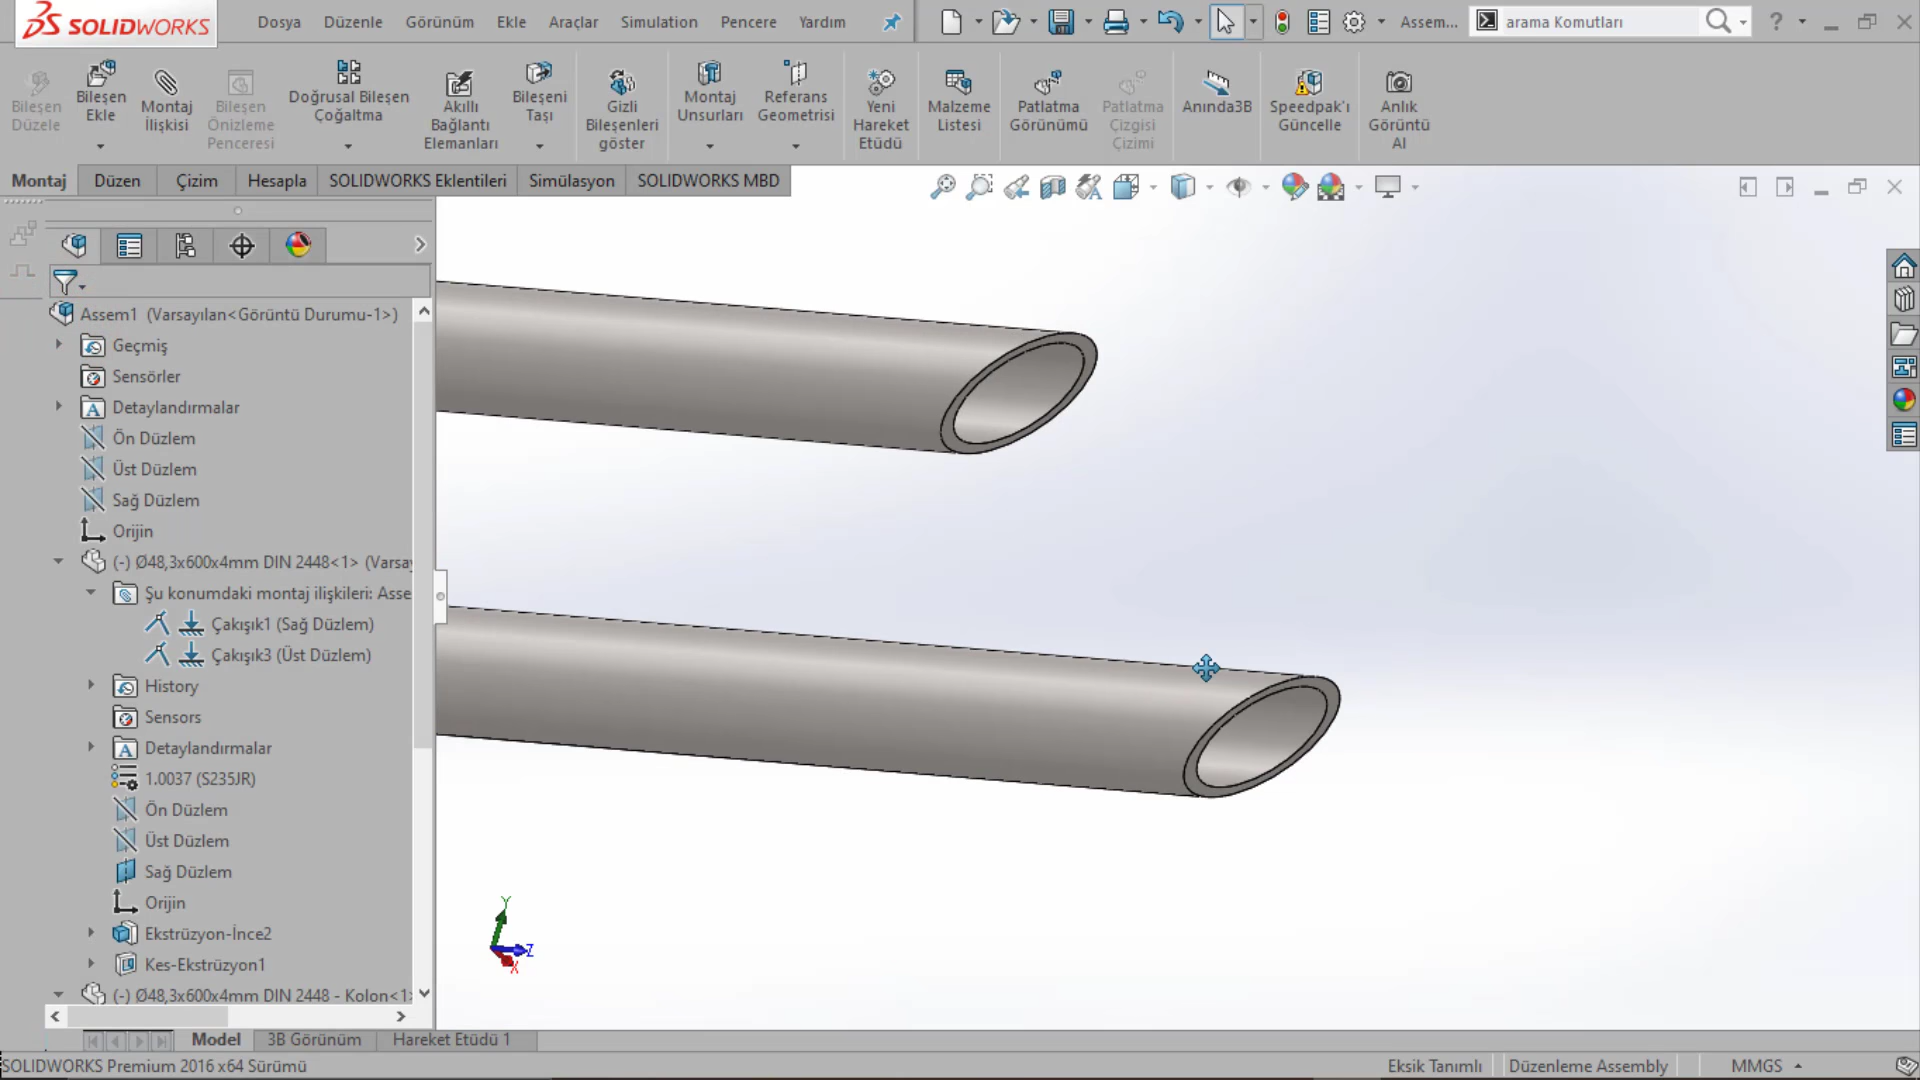 SOLIDWORKS
Dosya Düzenle Görünüm Ekle Araçlar Simulation Pencere Yardım
Assem...
arama Komutları
?
Bileşen Düzele
Bileşen Ekle
Montaj İlişkisi
Bileşen Önizleme Penceresi
Doğrusal Bileşen Çoğaltma
Akıllı Bağlantı Elemanları
Bileşeni Taşı
Gizli Bileşenleri göster
Montaj Unsurları
Referans Geometrisi
Yeni Hareket Etüdü
Malzeme Listesi
Patlatma Görünümü
Patlatma Çizgisi Çizimi
Anında3B
Speedpak'ı Güncelle
Anlık Görüntü Al
Montaj Düzen Çizim Hesapla SOLIDWORKS Eklentileri Simülasyon SOLIDWORKS MBD
Assem1 (Varsayılan<Görüntü Durumu-1>)
Geçmiş
Sensörler
A Detaylandırmalar
Ön Düzlem
Üst Düzlem
Sağ Düzlem
Orijin
(-) Ø48,3x600x4mm DIN 2448<1> (Varsay
Şu konumdaki montaj ilişkileri: Asse
Çakışık1 (Sağ Düzlem)
Çakışık3 (Üst Düzlem)
History
Sensors
A Detaylandırmalar
1.0037 (S235JR)
Ön Düzlem
Üst Düzlem
Sağ Düzlem
Orijin
Ekstrüzyon-İnce2
Kes-Ekstrüzyon1
(-) Ø48,3x600x4mm DIN 2448 - Kolon<1>
Y
Z
X
Model 3B Görünüm Hareket Etüdü 1
SOLIDWORKS Premium 2016 x64 Sürümü
Eksik Tanımlı Düzenleme Assembly MMGS